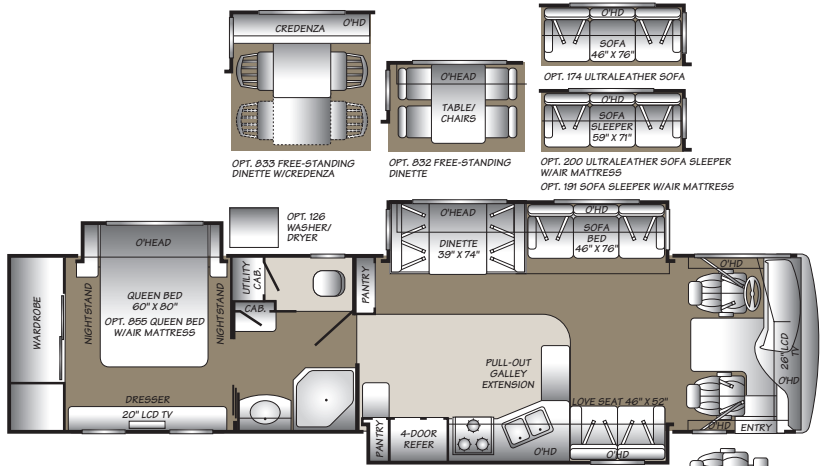 CREDENZA
O'HD
OPT. 833 FREE-STANDING
DINETTE W/CREDENZA
O'HEAD
TABLE/
CHAIRS
OPT. 832 FREE-STANDING
DINETTE
O'HD
SOFA
46" X 76"
OPT. 174 ULTRALEATHER SOFA
O'HD
SOFA
SLEEPER
59" X 71"
OPT. 200 ULTRALEATHER SOFA SLEEPER
W/AIR MATTRESS
OPT. 191 SOFA SLEEPER W/AIR MATTRESS
OPT. 126
WASHER/
DRYER
WARDROBE
NIGHTSTAND
O'HEAD
QUEEN BED
60" X 80"
OPT. 855 QUEEN BED
W/AIR MATTRESS
NIGHTSTAND
DRESSER
20" LCD TV
UTILITY
CAB.
CAB.
PANTRY
O'HEAD
DINETTE
39" X 74"
O'HD
SOFA
BED
46" X 76"
PULL-OUT
GALLEY
EXTENSION
PANTRY
4-DOOR
REFER
O'HD
LOVE SEAT 46" X 52"
O'HD
O'HD
26" LCD
TV
O'HD
O'HD
ENTRY